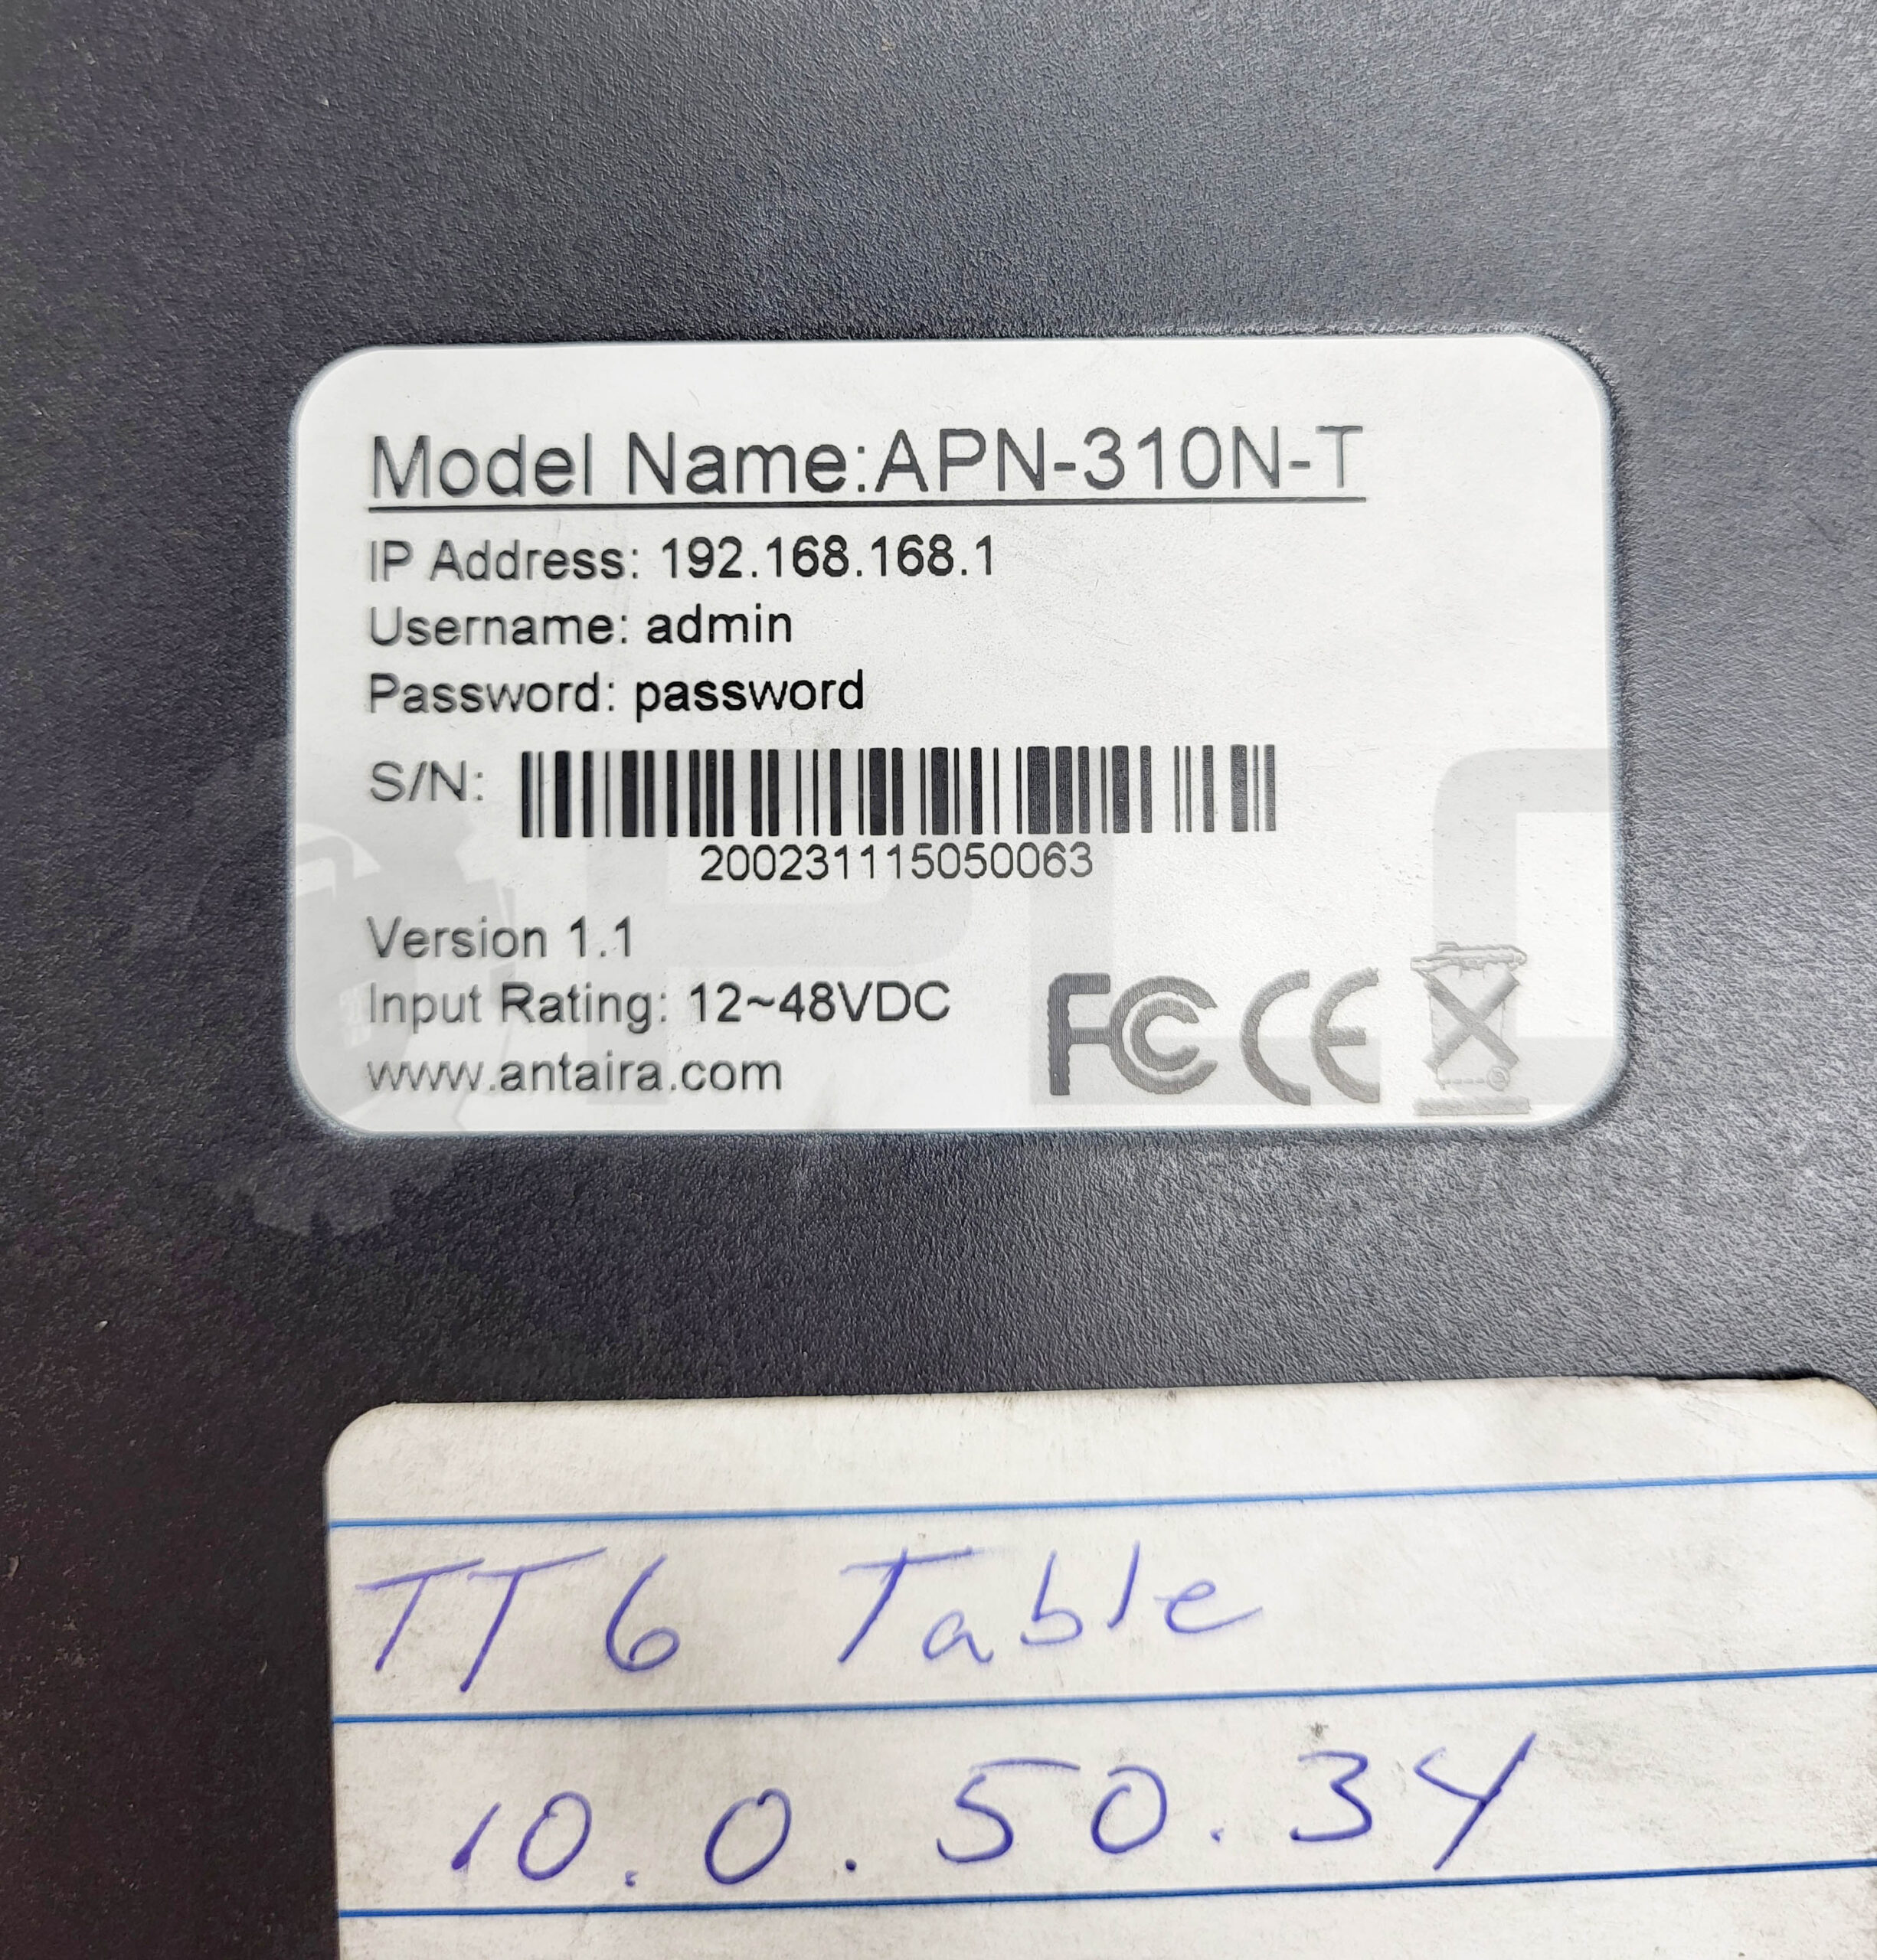 Model Name:APN-310N-T
IP Address: 192.168.168.1
Username: admin
Password: password
S/N:
200231115050063
Version 1.1
Input Rating: 12~48VDC
www.antaira.com
FC CE
PLC
TT6 Table
10.0.50.34